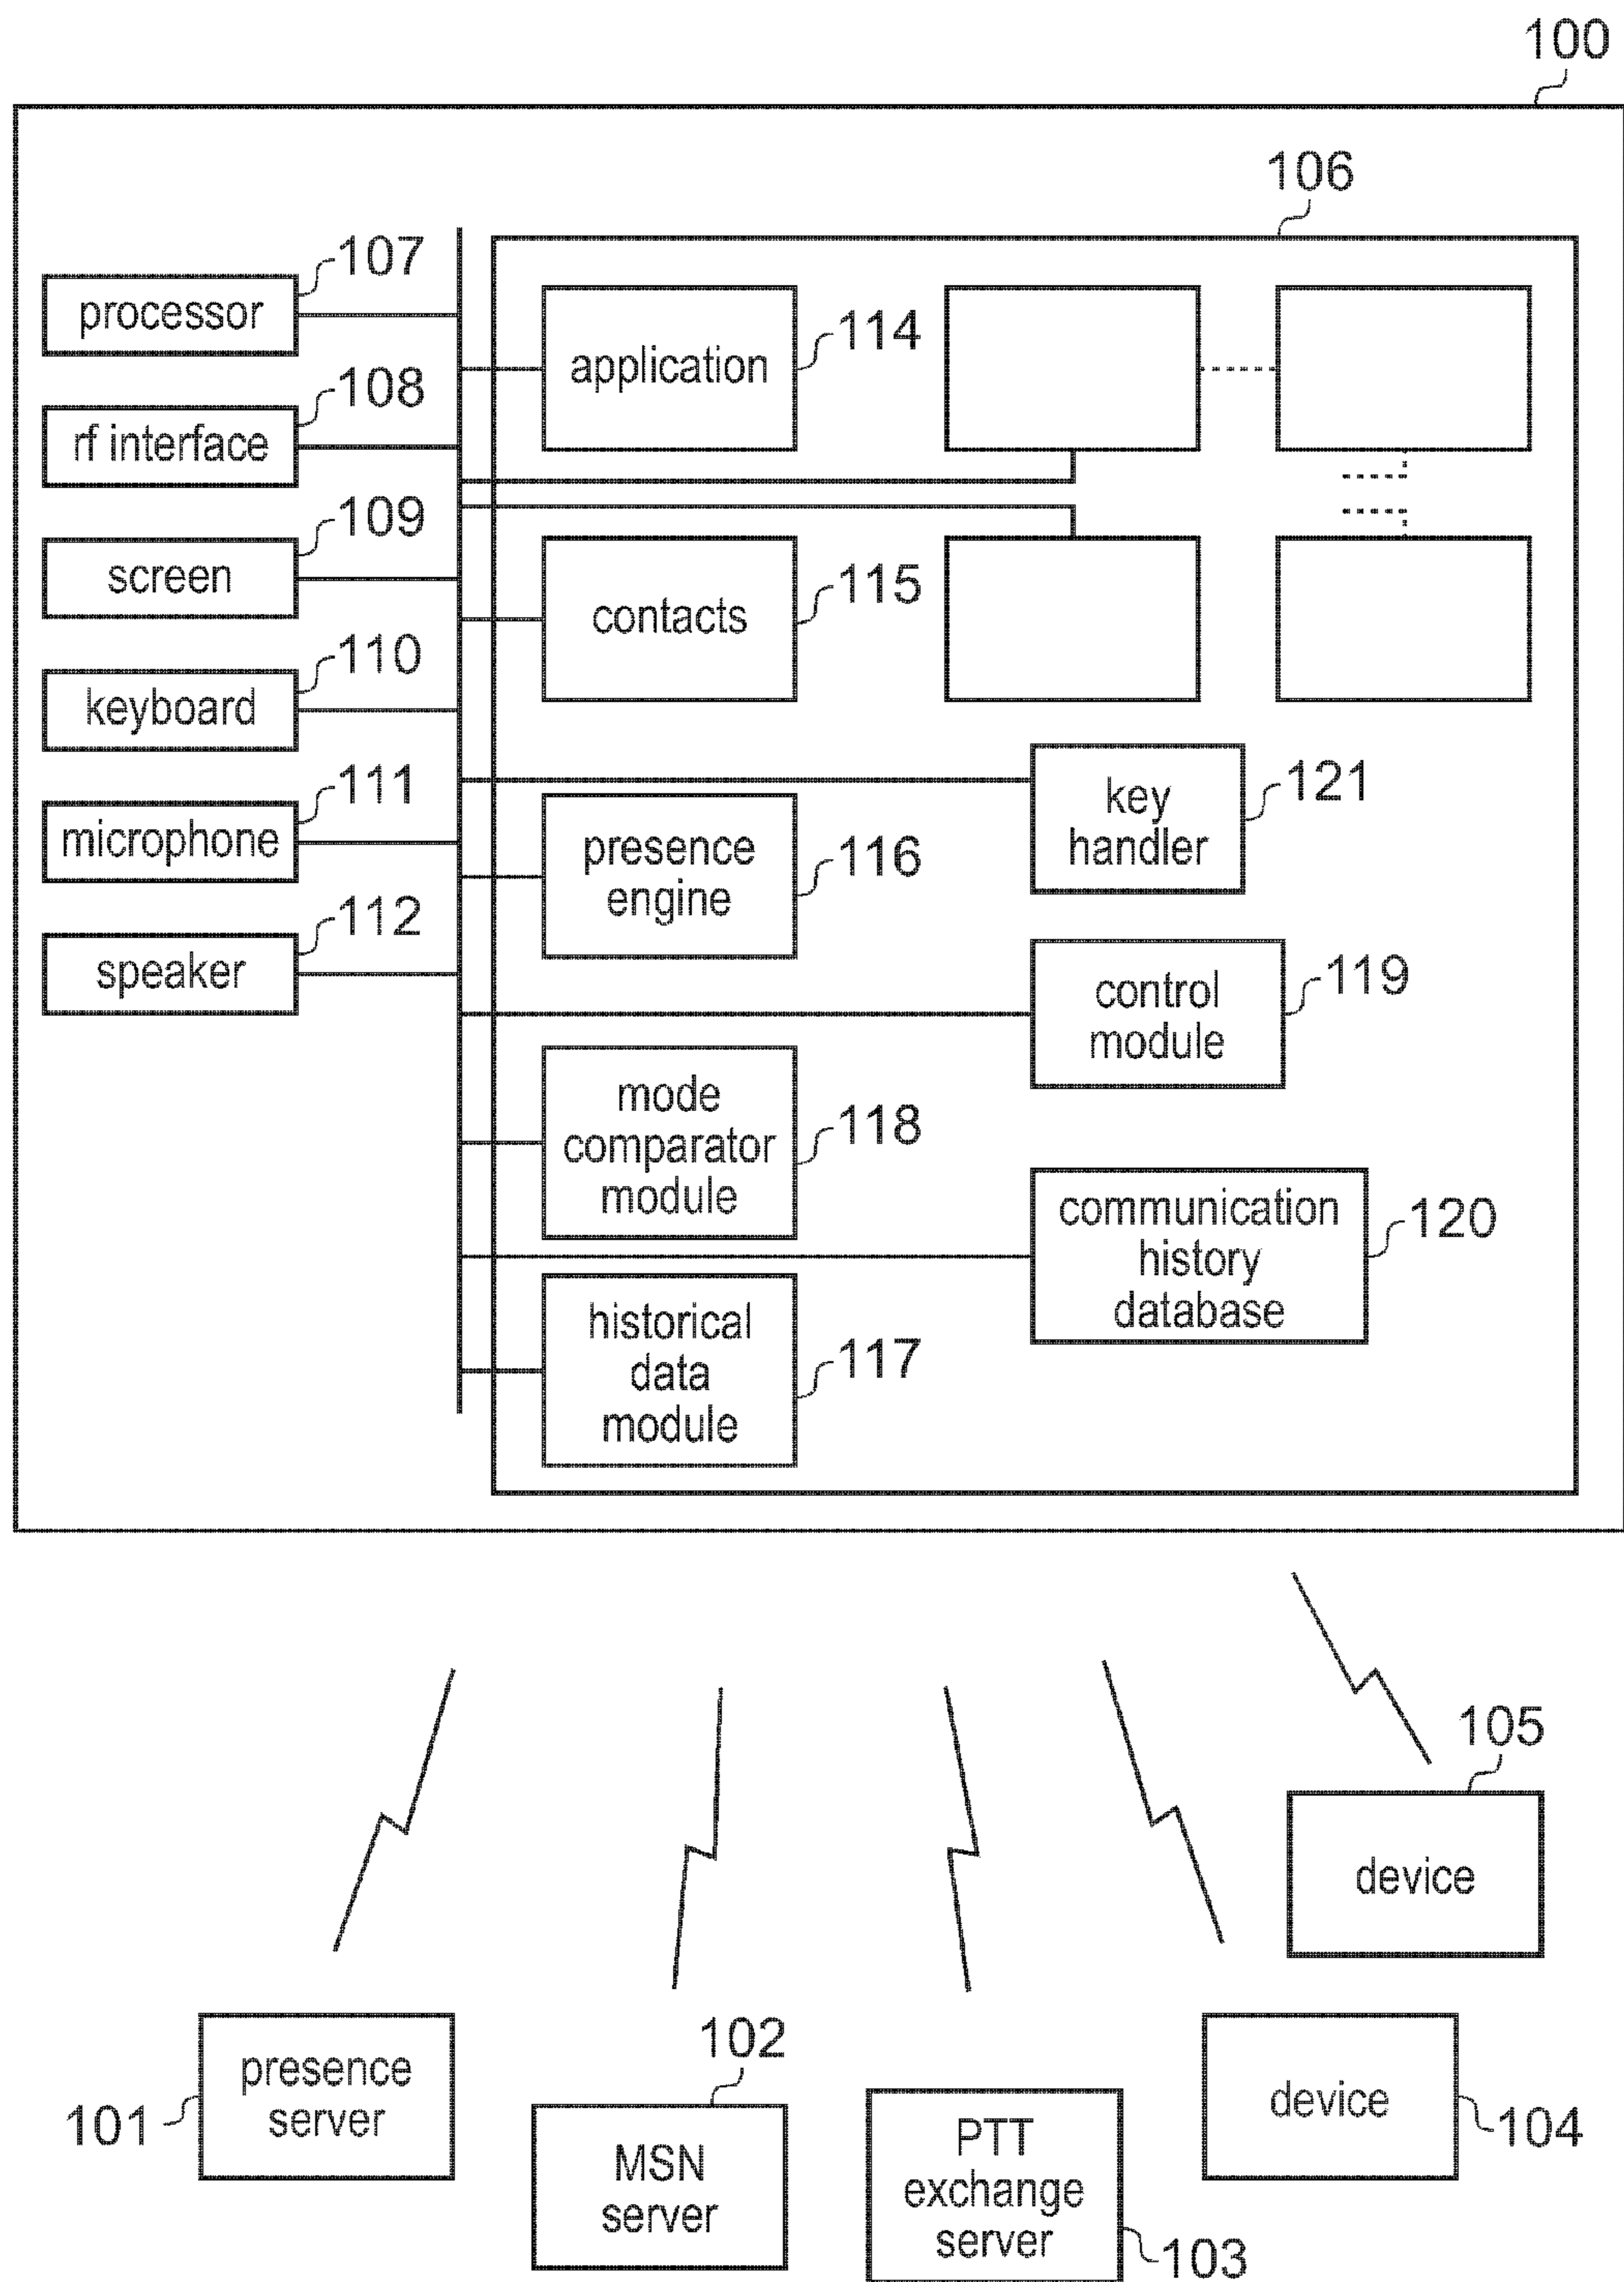 100
106
107
processor
108
rf interface
109
screen
110
keyboard
111
microphone
112
speaker
application
114
contacts
115
key
handler
121
presence
engine
116
control
module
119
mode
comparator
module
118
communication
history
database
120
historical
data
module
117
105
device
presence
server
101
102
MSN
server
PTT
exchange
server
103
device
104